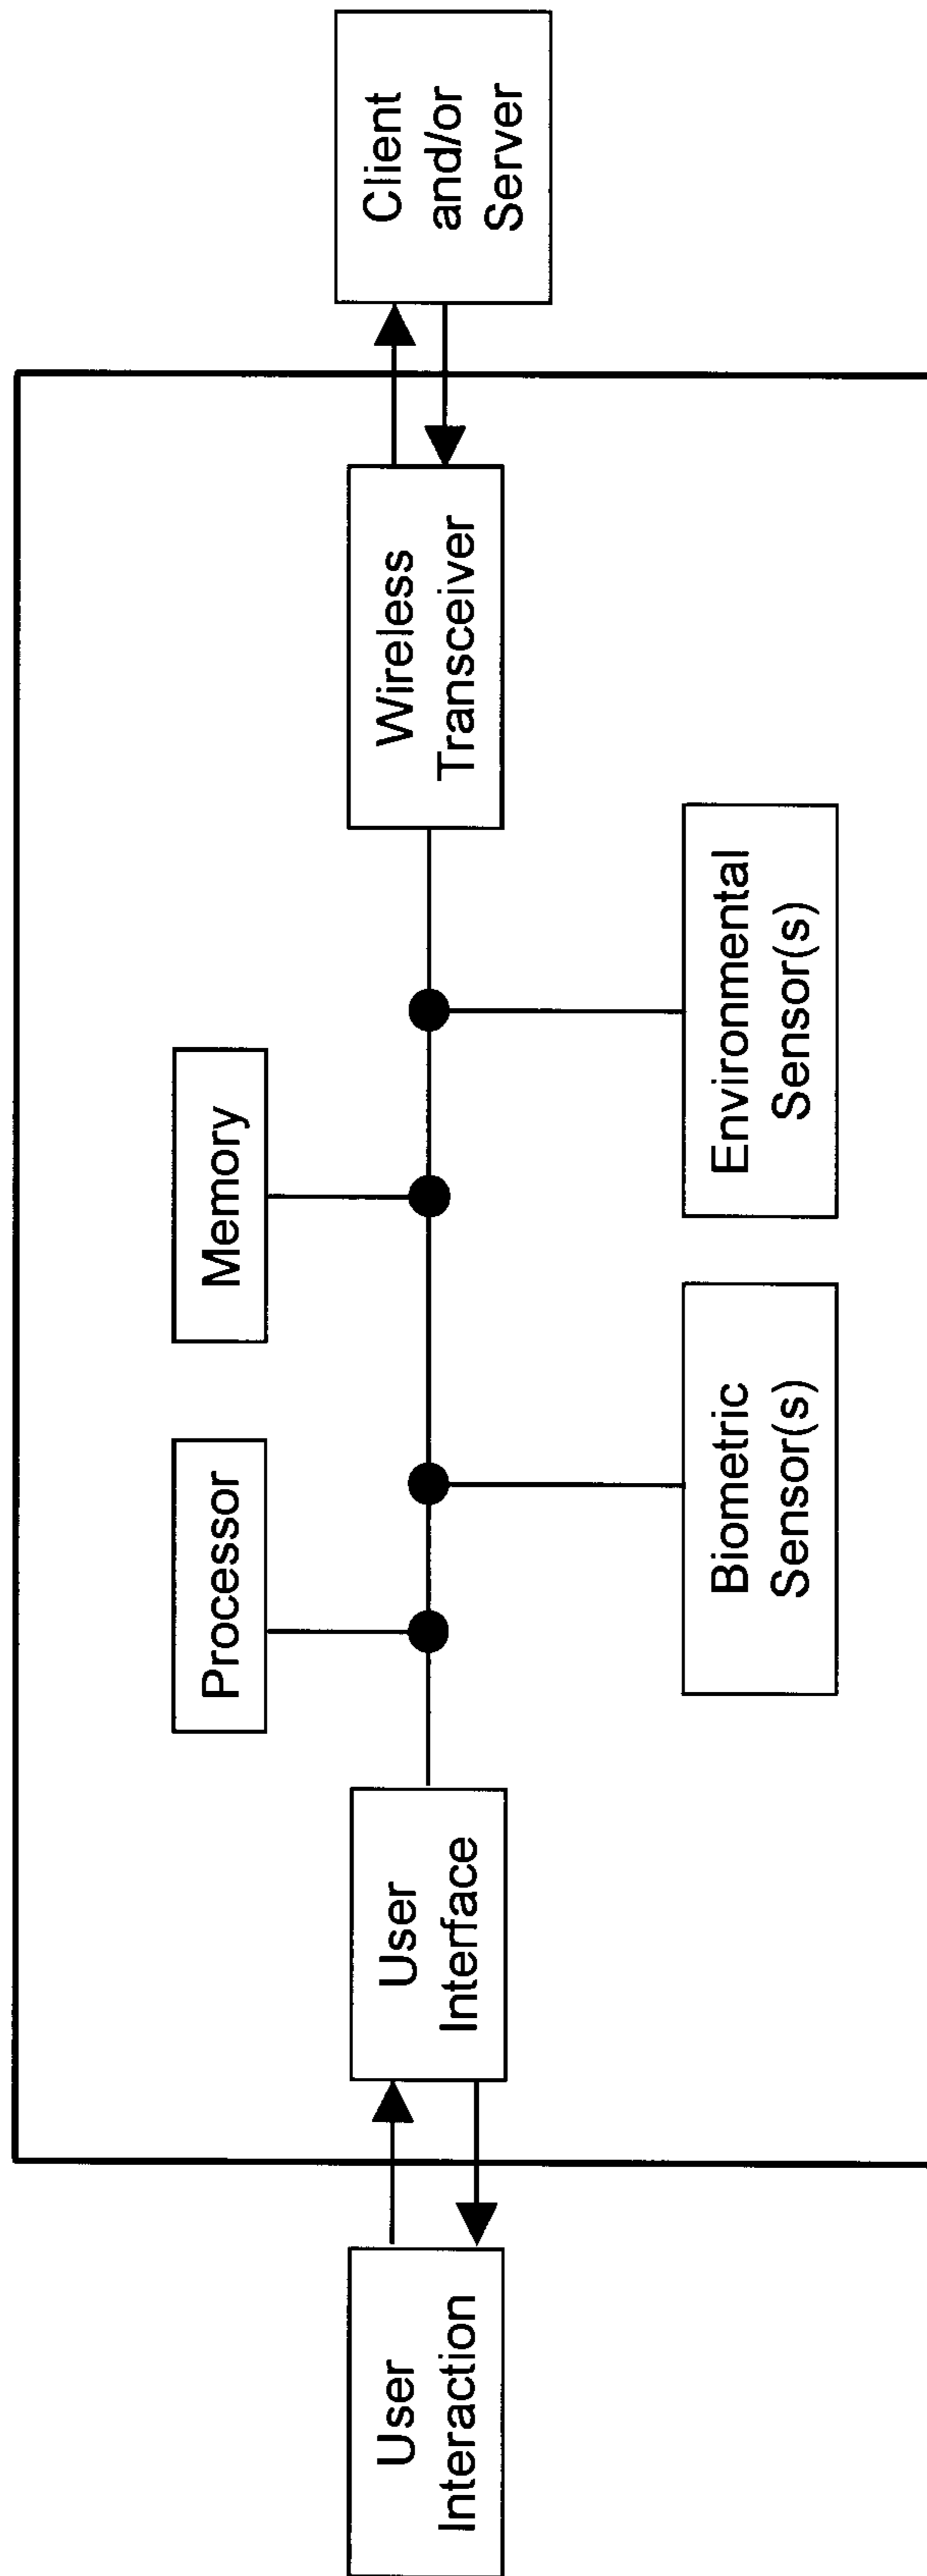 User
Interaction
User
Interface
Processor
Memory
Biometric
Sensor(s)
Environmental
Sensor(s)
Wireless
Transceiver
Client
and/or
Server